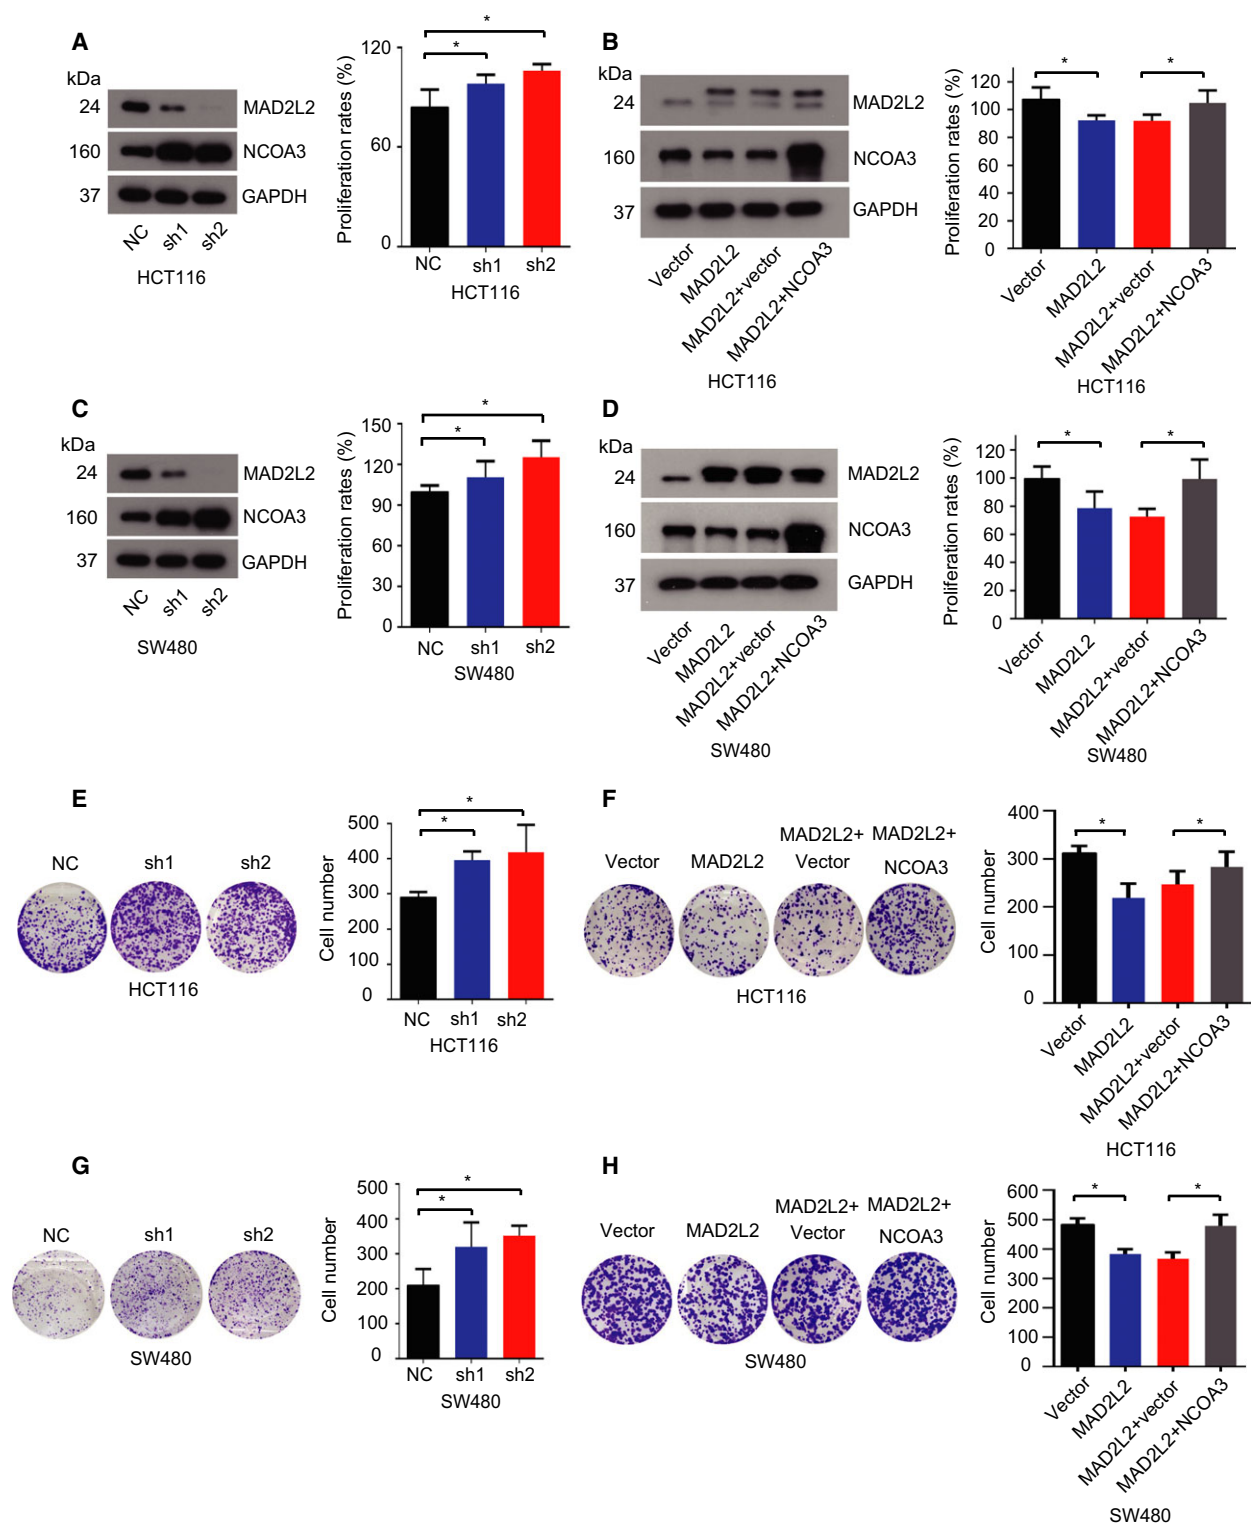 A
kDa
24 MAD2L2
160 NCOA3
37 GAPDH
NC sh1 sh2
HCT116
Proliferation rates (%)
120
60
0
* *
NC sh1 sh2
HCT116
B
kDa
24 MAD2L2
160 NCOA3
37 GAPDH
Vector MAD2L2 MAD2L2+vector MAD2L2+NCOA3
HCT116
Proliferation rates (%)
120
100
80
60
40
20
0
* *
Vector MAD2L2 MAD2L2+vector MAD2L2+NCOA3
HCT116
C
kDa
24 MAD2L2
160 NCOA3
37 GAPDH
NC sh1 sh2
SW480
Proliferation rates (%)
150
120
90
60
30
0
* *
NC sh1 sh2
SW480
D
kDa
24 MAD2L2
160 NCOA3
37 GAPDH
Vector MAD2L2 MAD2L2+vector MAD2L2+NCOA3
SW480
Proliferation rates (%)
120
100
80
60
40
20
0
* *
Vector MAD2L2 MAD2L2+vector MAD2L2+NCOA3
SW480
E
NC sh1 sh2
HCT116
Cell number
500
400
300
200
100
0
* *
NC sh1 sh2
HCT116
F
Vector MAD2L2 MAD2L2+ Vector MAD2L2+ NCOA3
HCT116
Cell number
400
300
200
100
0
* *
Vector MAD2L2 MAD2L2+vector MAD2L2+NCOA3
HCT116
G
NC sh1 sh2
SW480
Cell number
500
400
300
200
100
0
* *
NC sh1 sh2
SW480
H
Vector MAD2L2 MAD2L2+ Vector MAD2L2+ NCOA3
SW480
Cell number
600
500
400
300
200
100
0
* *
Vector MAD2L2 MAD2L2+vector MAD2L2+NCOA3
SW480